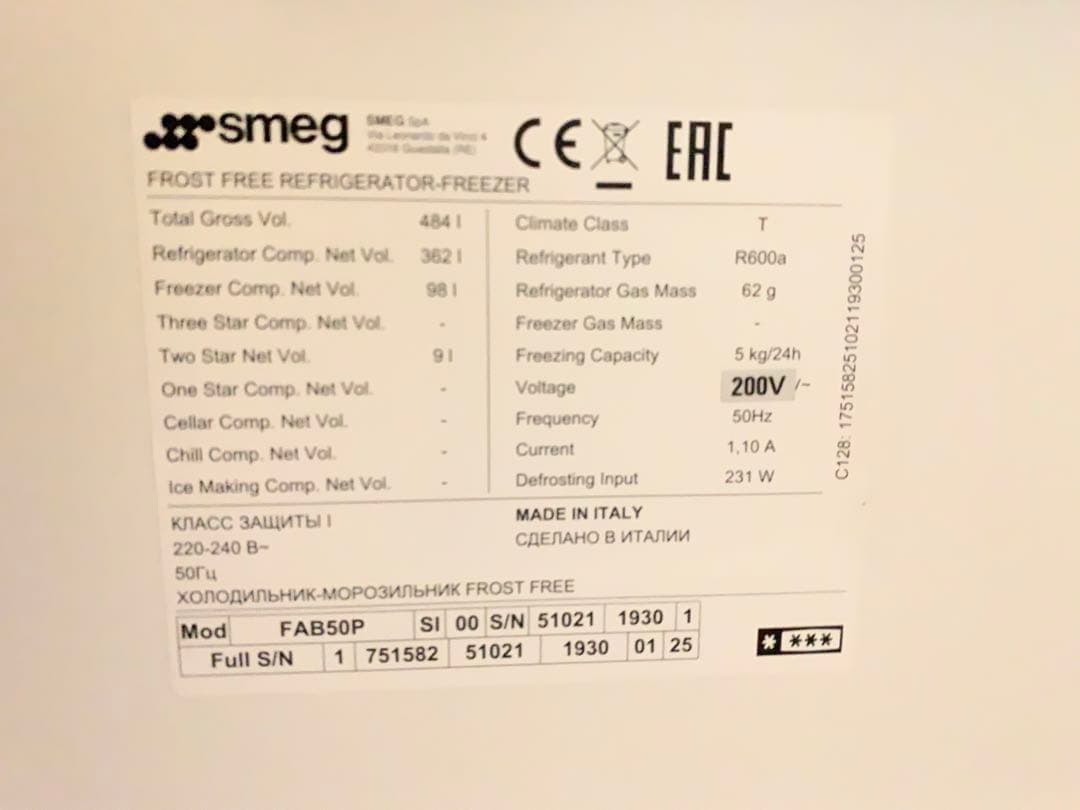 smeg
SMEG SpA
Via Leonardo da Vinci 4
42016 Guastalla (RE)
CE
EAC
FROST FREE REFRIGERATOR-FREEZER
Total Gross Vol. 484 l
Refrigerator Comp. Net Vol. 362 l
Freezer Comp. Net Vol. 98 l
Three Star Comp. Net Vol. -
Two Star Net Vol. 9 l
One Star Comp. Net Vol. -
Cellar Comp. Net Vol. -
Chill Comp. Net Vol. -
Ice Making Comp. Net Vol. -
Climate Class T
Refrigerant Type R600a
Refrigerator Gas Mass 62 g
Freezer Gas Mass -
Freezing Capacity 5 kg/24h
Voltage 200V /~
Frequency 50Hz
Current 1,10 A
Defrosting Input 231 W
C128: 17515825102119300125
КЛАСС ЗАЩИТЫ I
220-240 В~
50Гц
MADE IN ITALY
СДЕЛАНО В ИТАЛИИ
ХОЛОДИЛЬНИК-МОРОЗИЛЬНИК FROST FREE
Mod FAB50P SI 00 S/N 51021 1930 1
Full S/N 1 751582 51021 1930 01 25
* ***